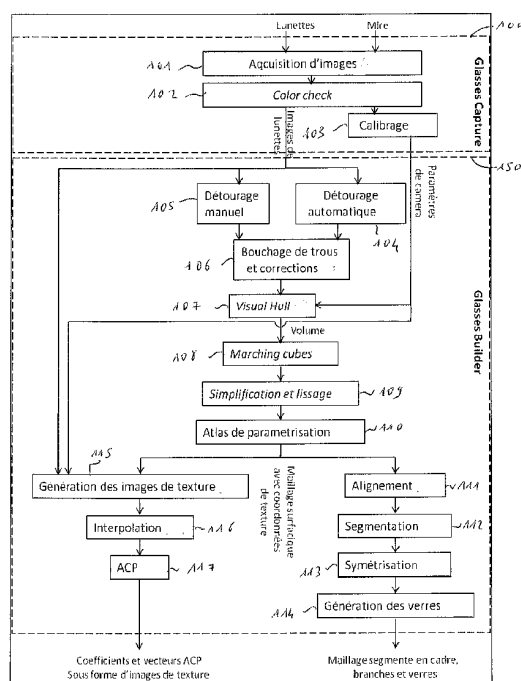 Lunettes
Mire
100
101
Aqcuisition d'images
102
Color check
103
Calibrage
Glasses Capture
Images de
lunettes
150
Paramètres
de camera
105
Détourage
manuel
Détourage
automatique
104
106
Bouchage de trous
et corrections
107
Visual Hull
Glasses Builder
Volume
108
Marching cubes
Simplification et lissage
109
Atlas de parametrisation
110
115
Génération des images de texture
Maillage surfacique
avec coordonnées
de texture
Alignement
111
Interpolation
116
Segmentation
112
ACP
117
113
Symétrisation
114
Génération des verres
Coefficients et vecteurs ACP
Sous forme d'images de texture
Maillage segmente en cadre,
branches et verres